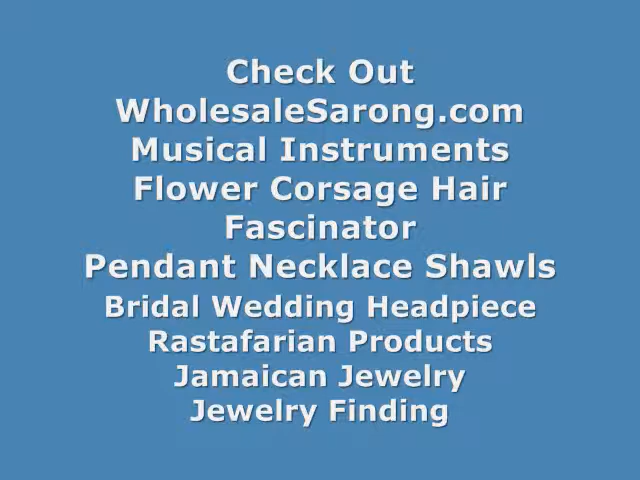 Check Out
WholesaleSarong.com
Musical Instruments
Flower Corsage Hair
Fascinator
Pendant Necklace Shawls
Bridal Wedding Headpiece
Rastafarian Products
Jamaican Jewelry
Jewelry Finding